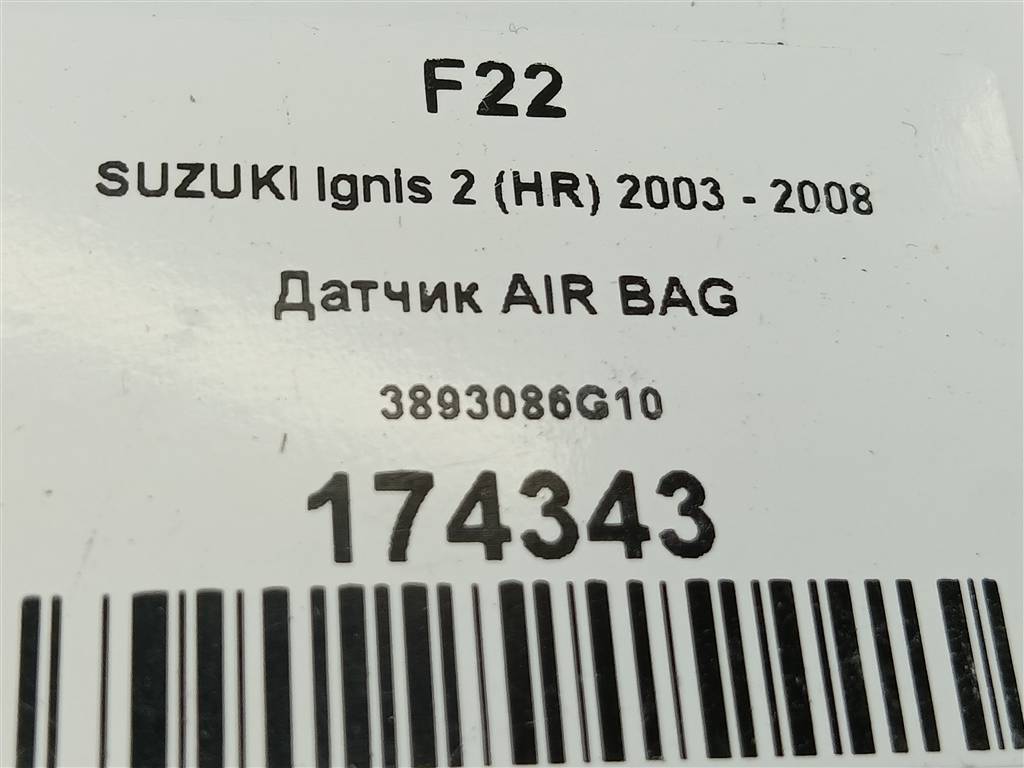 F22
SUZUKI Ignis 2 (HR) 2003 - 2008
Датчик AIR BAG
3893086G10
174343